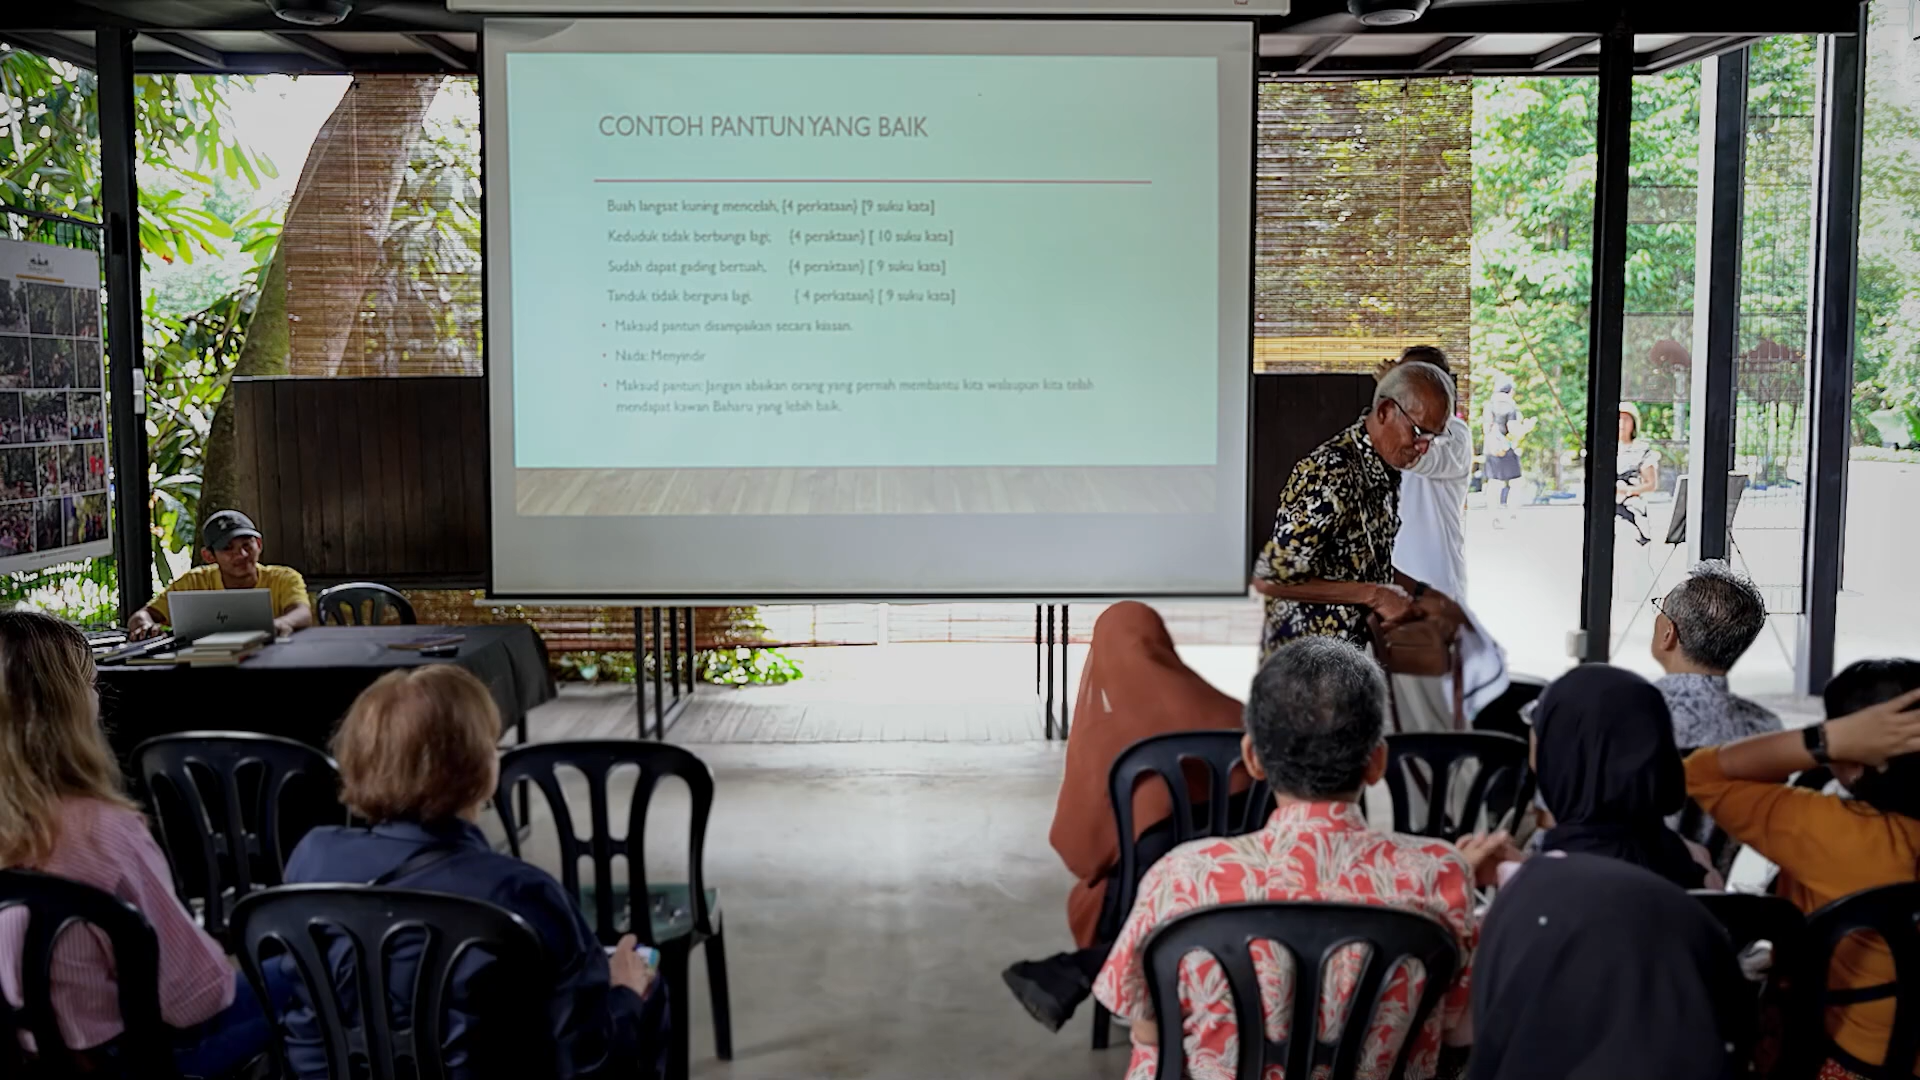 CONTOH PANTUN YANG BAIK
Buah langsat kuning mencelah, {4 perkataan} [9 suku kata]
Keduduk tidak berbunga lagi; {4 peraktaan} [ 10 suku kata]
Sudah dapat gading bertuah, {4 peraktaan} [ 9 suku kata]
Tanduk tidak berguna lagi. { 4 perkataan} [ 9 suku kata]
• Maksud pantun disampaikan secara kiasan.
• Nada: Menyindir
• Maksud pantun: Jangan abaikan orang yang pernah membantu kita walaupun kita telah
mendapat kawan Baharu yang lebih baik.
hp